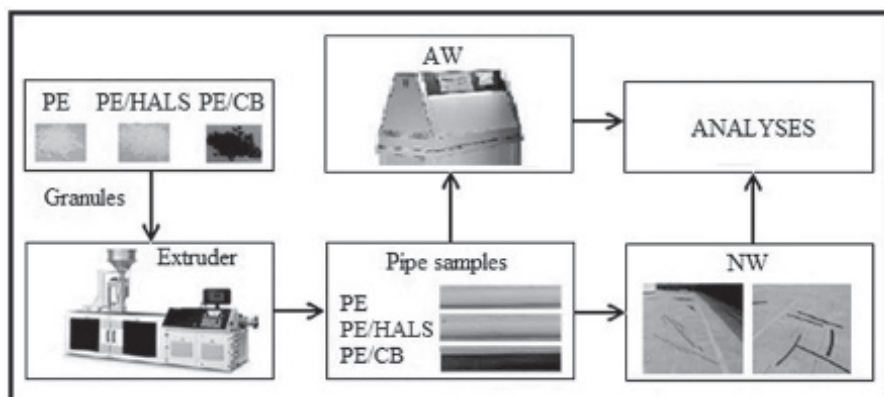 PE PE/HALS PE/CB
Granules
Extruder
AW
Pipe samples
PE
PE/HALS
PE/CB
ANALYSES
NW